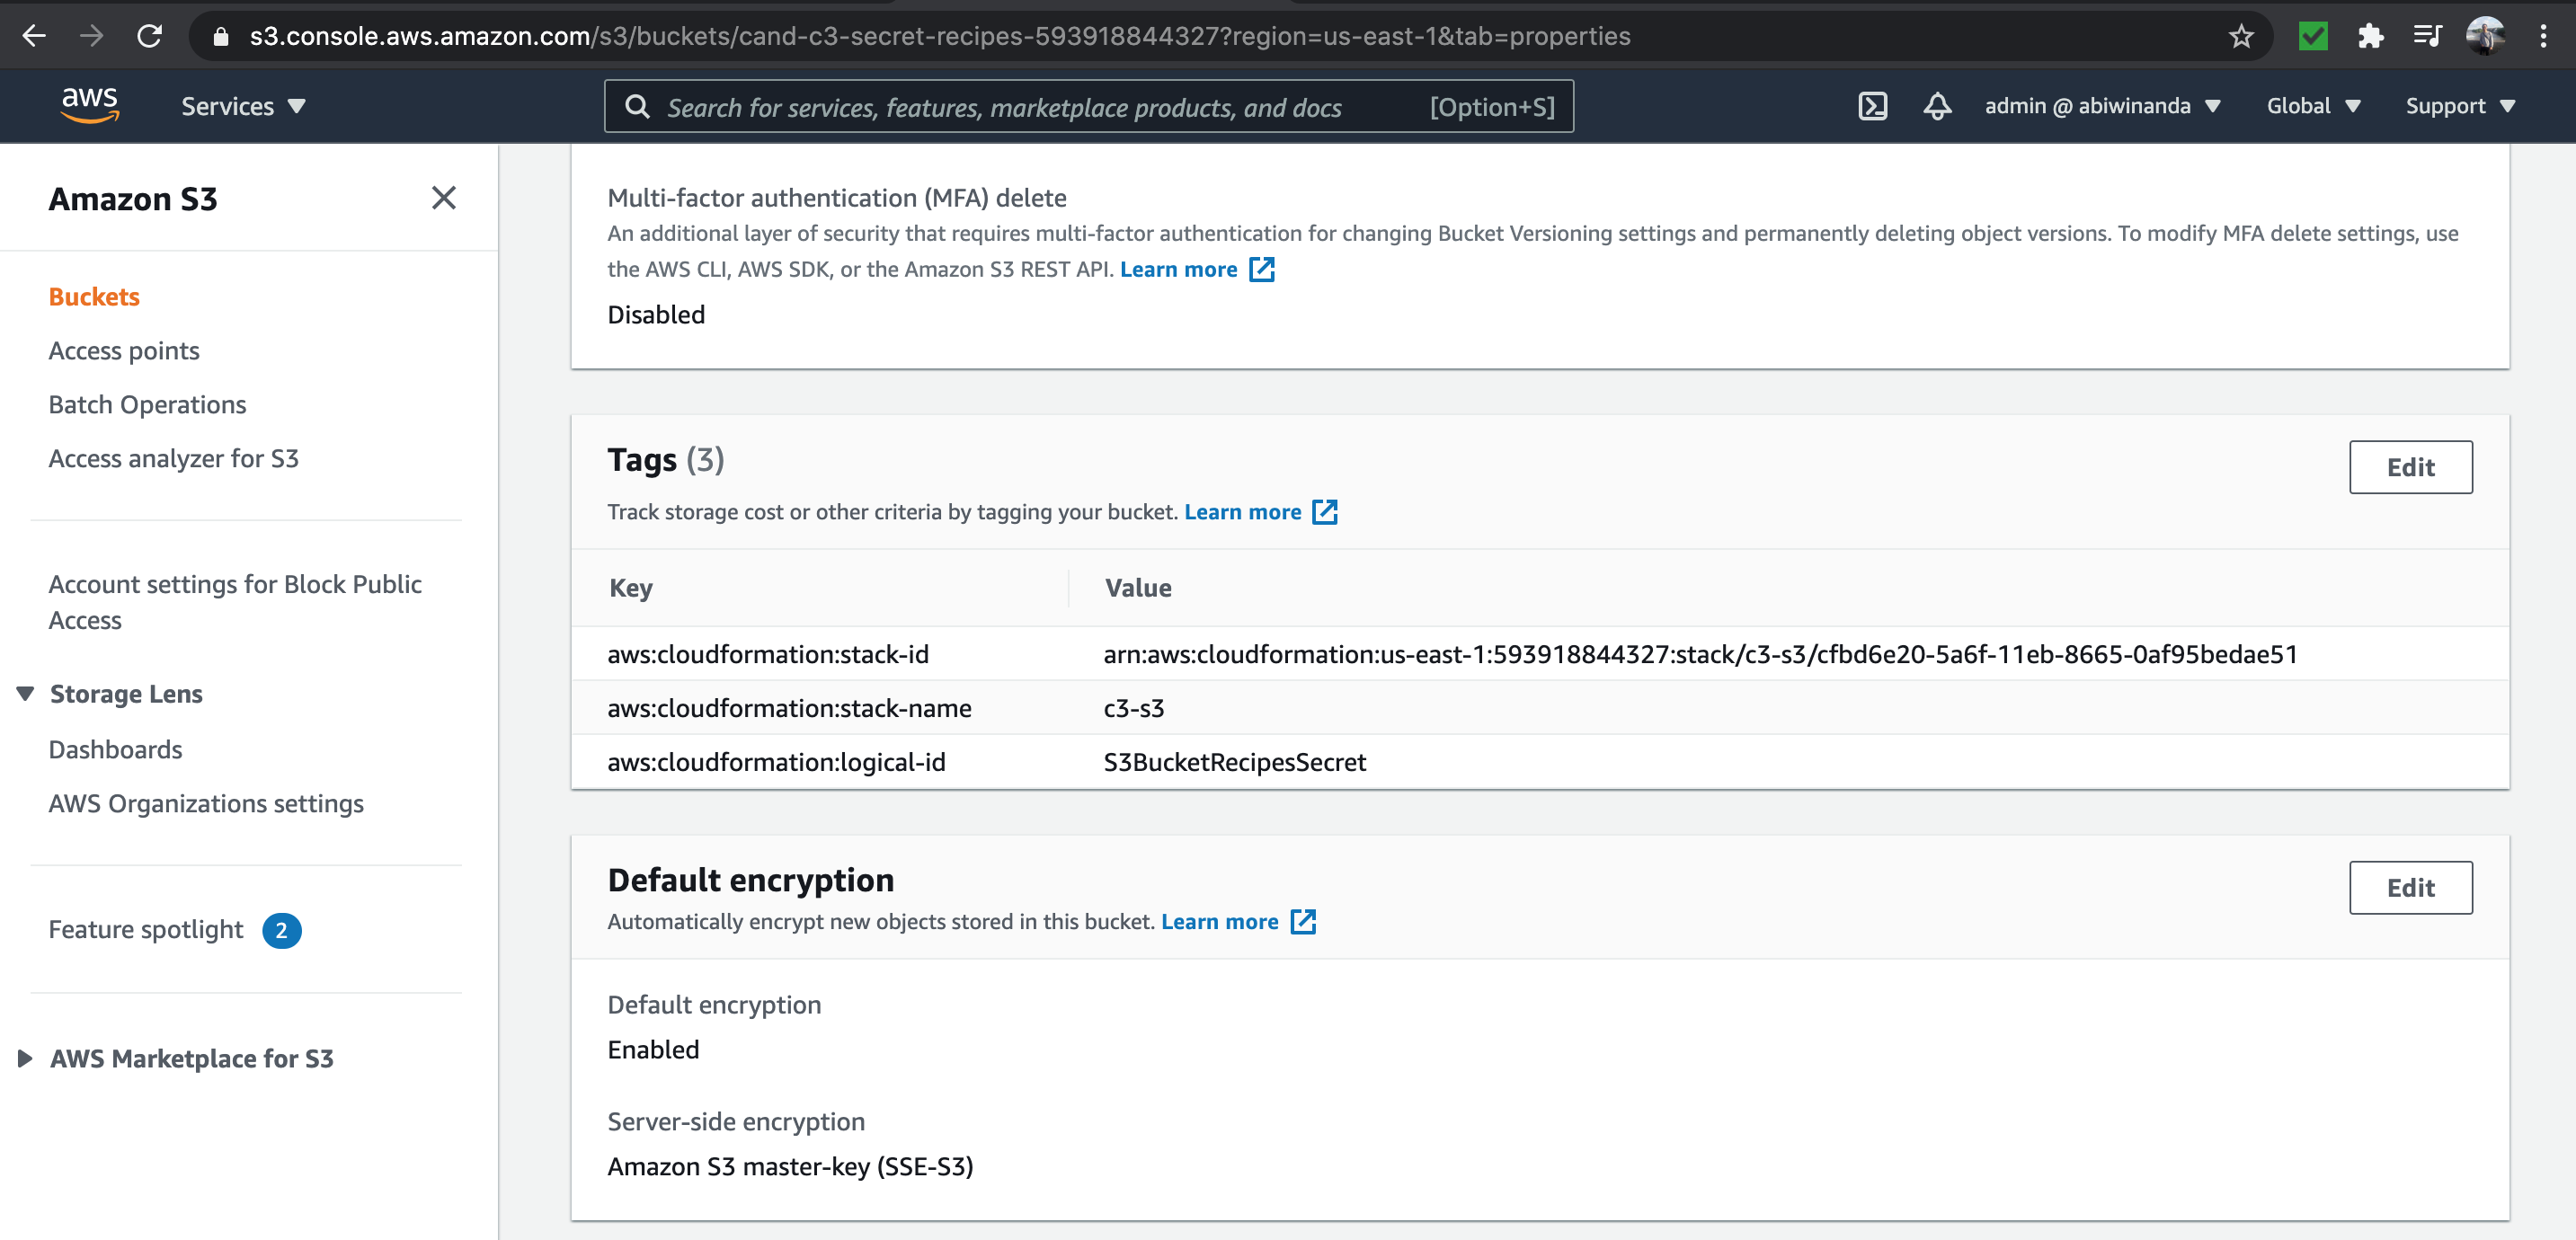 s3.console.aws.amazon.com/s3/buckets/cand-c3-secret-recipes-593918844327?region=us-east-1&tab=properties
aws
Services
Search for services, features, marketplace products, and docs [Option+S]
admin @ abiwinanda
Global
Support
Amazon S3
Buckets
Access points
Batch Operations
Access analyzer for S3
Account settings for Block Public
Access
Storage Lens
Dashboards
AWS Organizations settings
Feature spotlight 2
AWS Marketplace for S3
Multi-factor authentication (MFA) delete
An additional layer of security that requires multi-factor authentication for changing Bucket Versioning settings and permanently deleting object versions. To modify MFA delete settings, use
the AWS CLI, AWS SDK, or the Amazon S3 REST API. Learn more
Disabled
Tags (3)
Edit
Track storage cost or other criteria by tagging your bucket. Learn more
Key Value
aws:cloudformation:stack-id arn:aws:cloudformation:us-east-1:593918844327:stack/c3-s3/cfbd6e20-5a6f-11eb-8665-0af95bedae51
aws:cloudformation:stack-name c3-s3
aws:cloudformation:logical-id S3BucketRecipesSecret
Default encryption
Edit
Automatically encrypt new objects stored in this bucket. Learn more
Default encryption
Enabled
Server-side encryption
Amazon S3 master-key (SSE-S3)